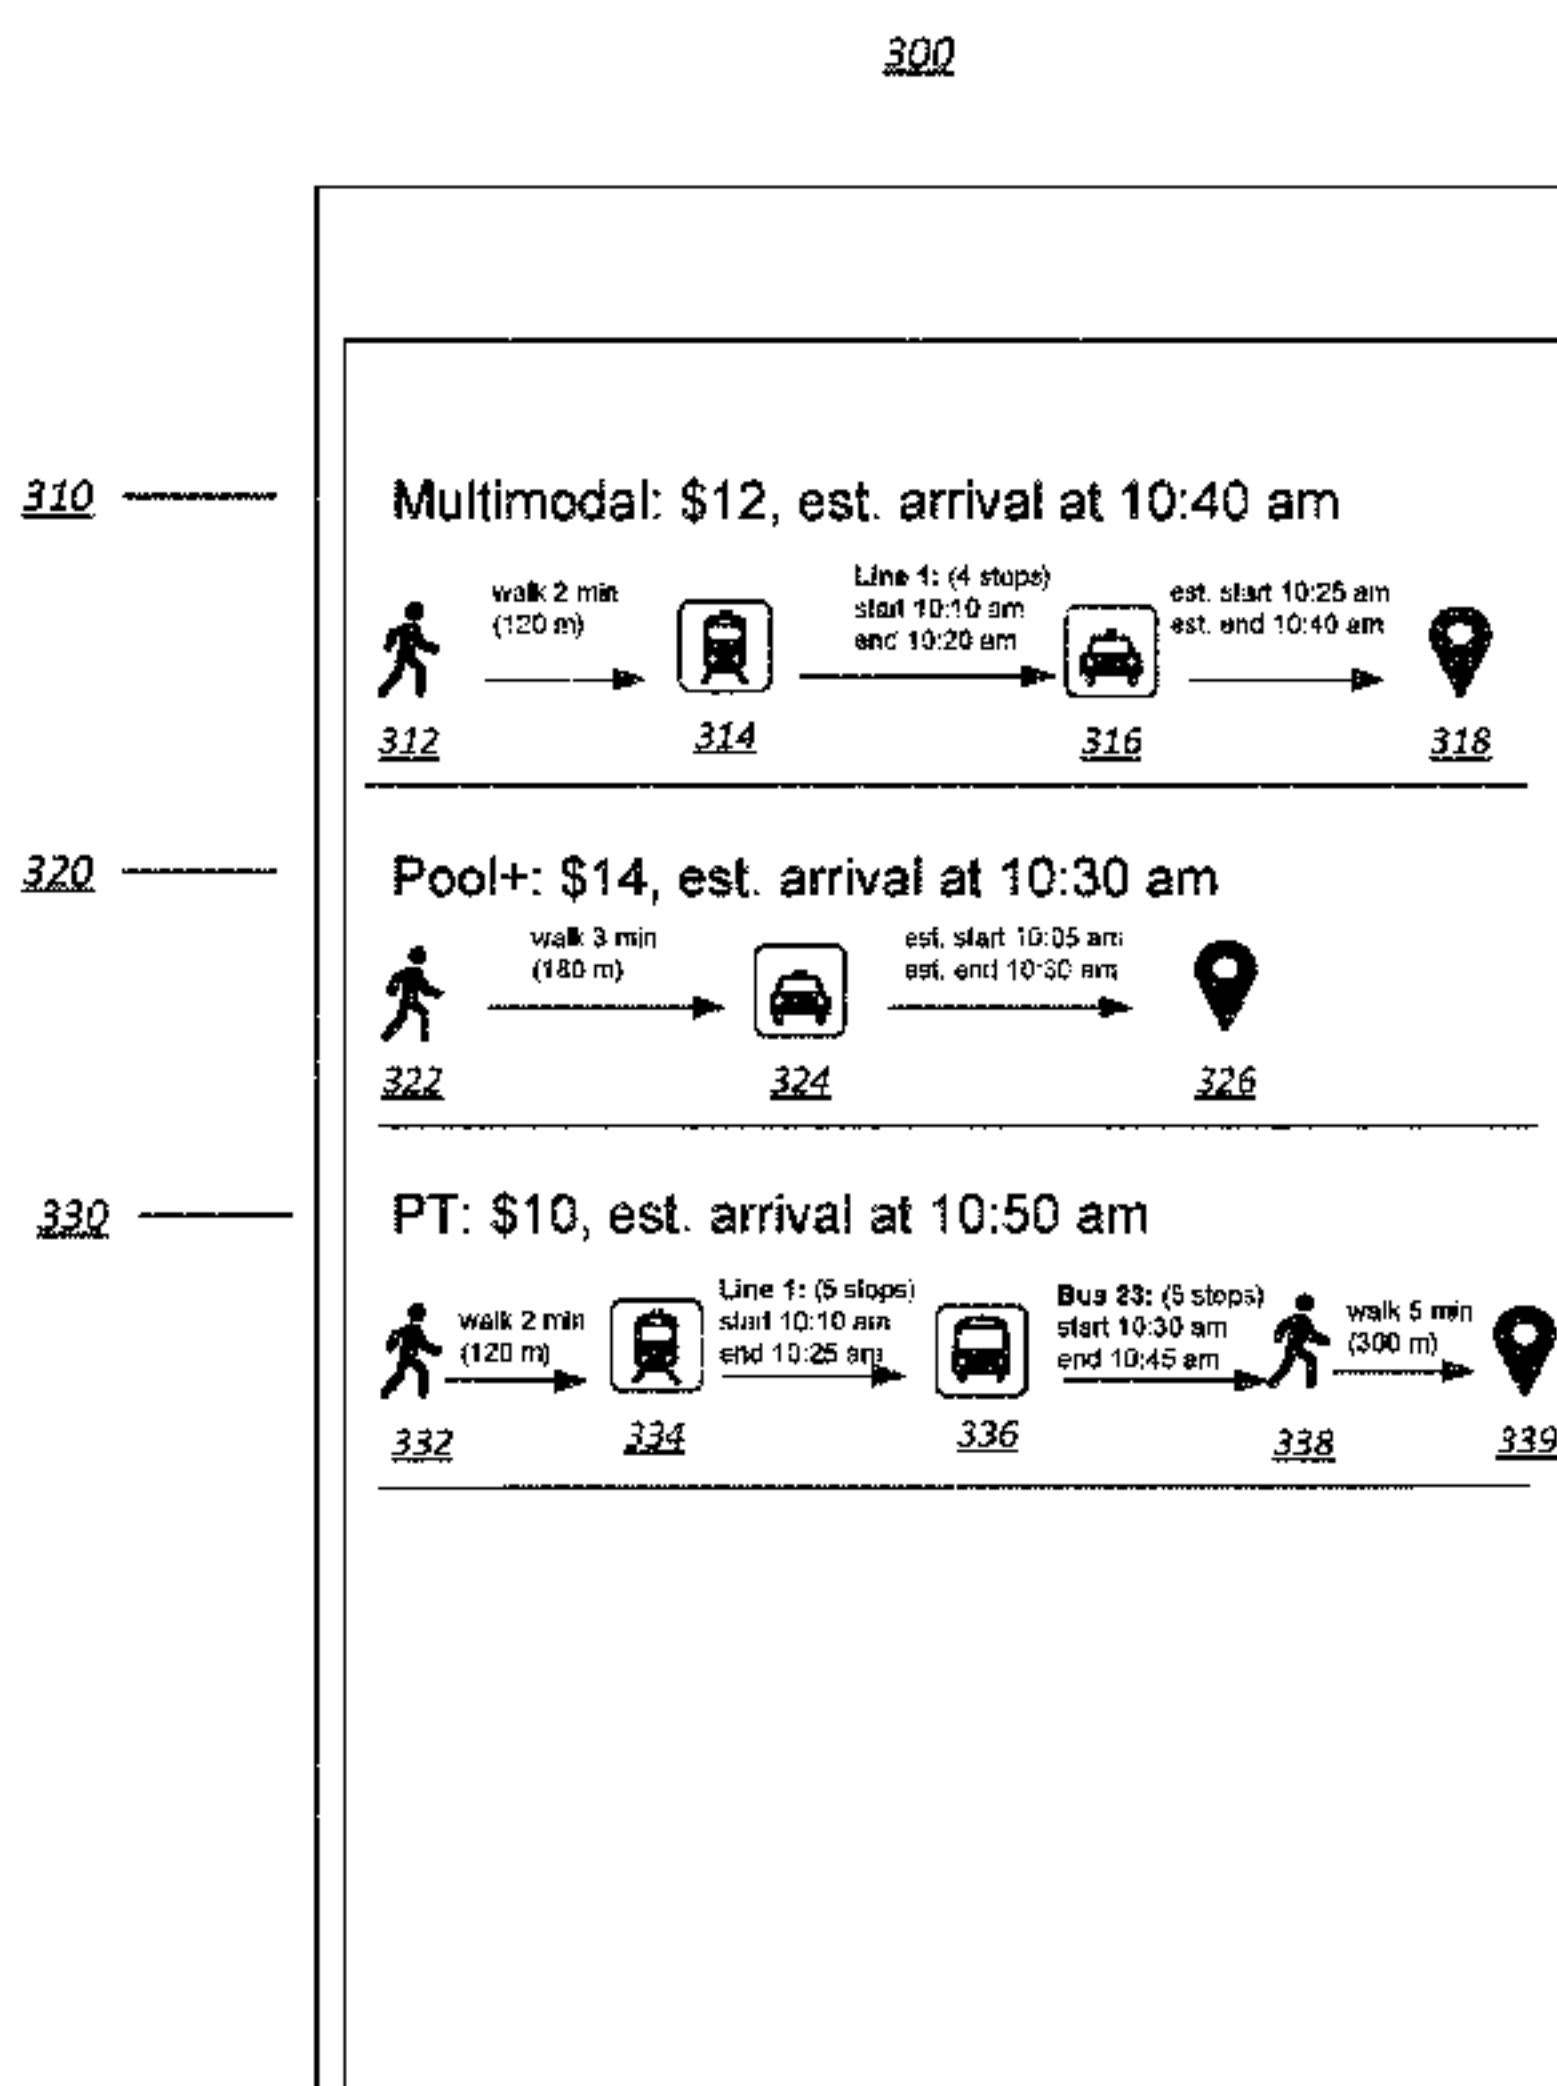 300
310
Multimodal: $12, est. arrival at 10:40 am
walk 2 min
(120 m)
Line 1: (4 stops)
start 10:10 am
end 10:20 am
est. start 10:25 am
est. end 10:40 am
312
314
316
318
320
Pool+: $14, est. arrival at 10:30 am
walk 3 min
(180 m)
est. start 10:05 am
est. end 10:30 am
322
324
326
330
PT: $10, est. arrival at 10:50 am
walk 2 min
(120 m)
Line 1: (5 stops)
start 10:10 am
end 10:25 am
Bus 23: (5 stops)
start 10:30 am
end 10:45 am
walk 5 min
(300 m)
332
334
336
338
339